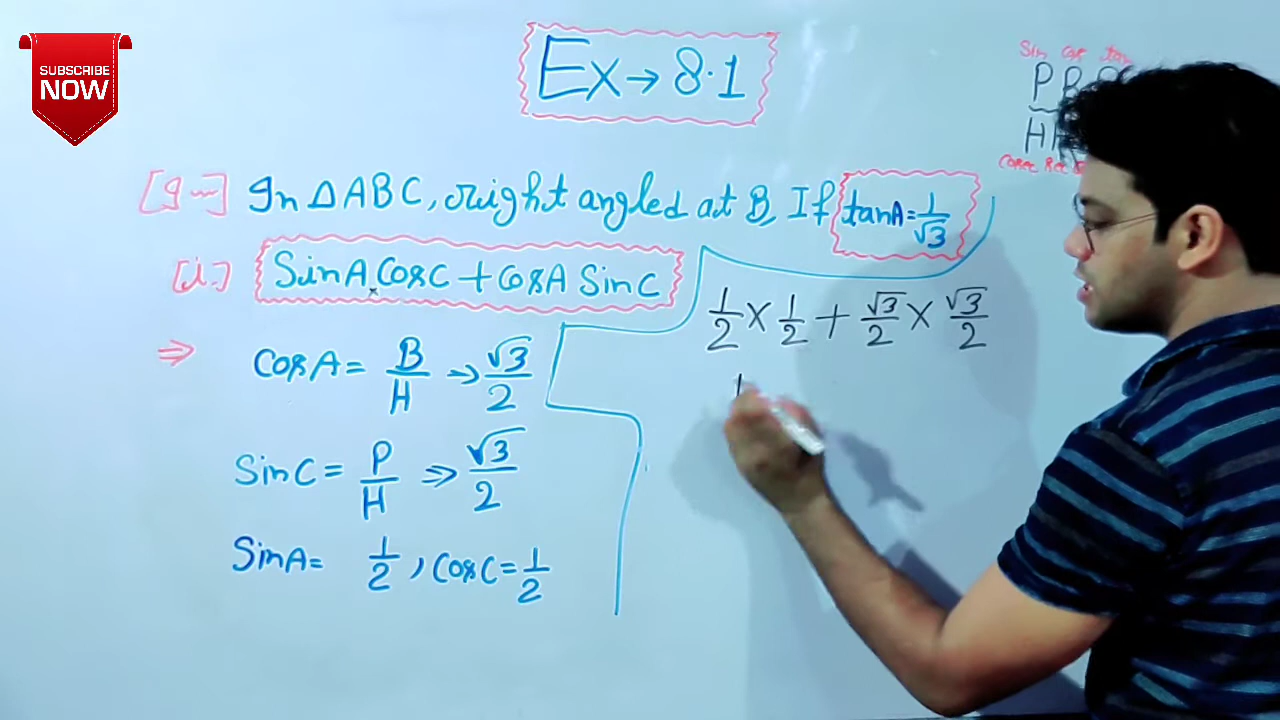 SUBSCRIBE
NOW
Ex → 8.1
Sin Cos tan
P B P
H H
Cosec Sec
[9 ~] In △ ABC, right angled at B, If tanA = 1/√3
[i.] SinA CosC + CosA SinC
1/2 × 1/2 + √3/2 × √3/2
⇒ CosA = B/H → √3/2
SinC = P/H ⇒ √3/2
SinA = 1/2, CosC = 1/2